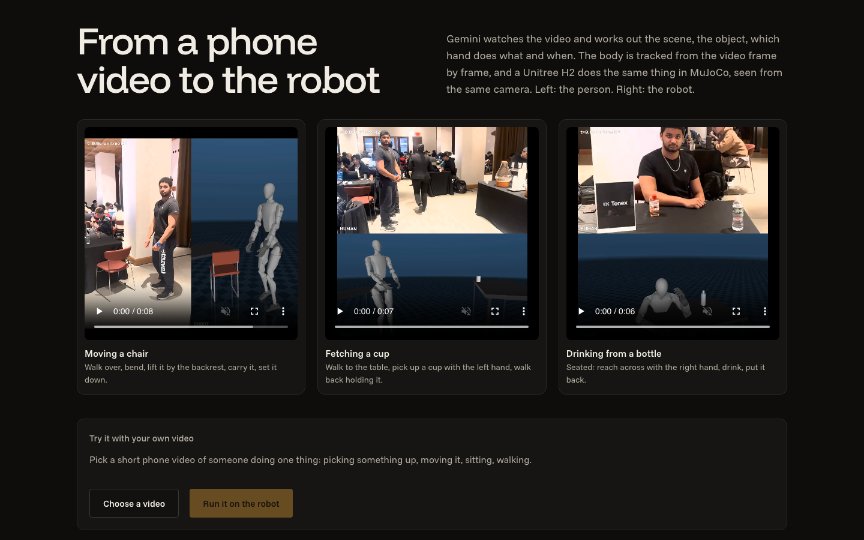 From a phone
video to the robot
Gemini watches the video and works out the scene, the object, which
hand does what and when. The body is tracked from the video frame
by frame, and a Unitree H2 does the same thing in MuJoCo, seen from
the same camera. Left: the person. Right: the robot.
HUMAN
Tenex
0:00 / 0:08
0:00 / 0:07
0:00 / 0:06
Moving a chair
Walk over, bend, lift it by the backrest, carry it, set it
down.
Fetching a cup
Walk to the table, pick up a cup with the left hand, walk
back holding it.
Drinking from a bottle
Seated: reach across with the right hand, drink, put it
back.
Try it with your own video
Pick a short phone video of someone doing one thing: picking something up, moving it, sitting, walking.
Choose a video
Run it on the robot